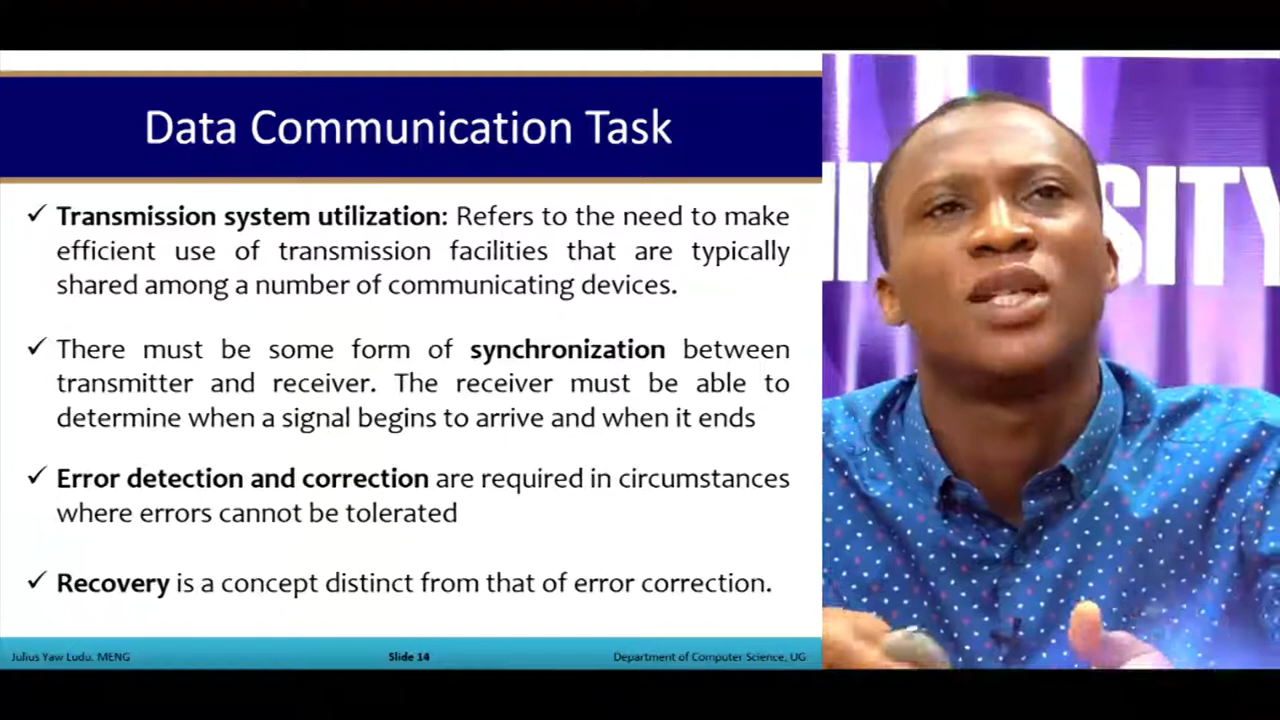 Data Communication Task
✓ Transmission system utilization: Refers to the need to make
efficient use of transmission facilities that are typically
shared among a number of communicating devices.
✓ There must be some form of synchronization between
transmitter and receiver. The receiver must be able to
determine when a signal begins to arrive and when it ends
✓ Error detection and correction are required in circumstances
where errors cannot be tolerated
✓ Recovery is a concept distinct from that of error correction.
Julius Yaw Ludu, MENG
Slide 14
Department of Computer Science, UG